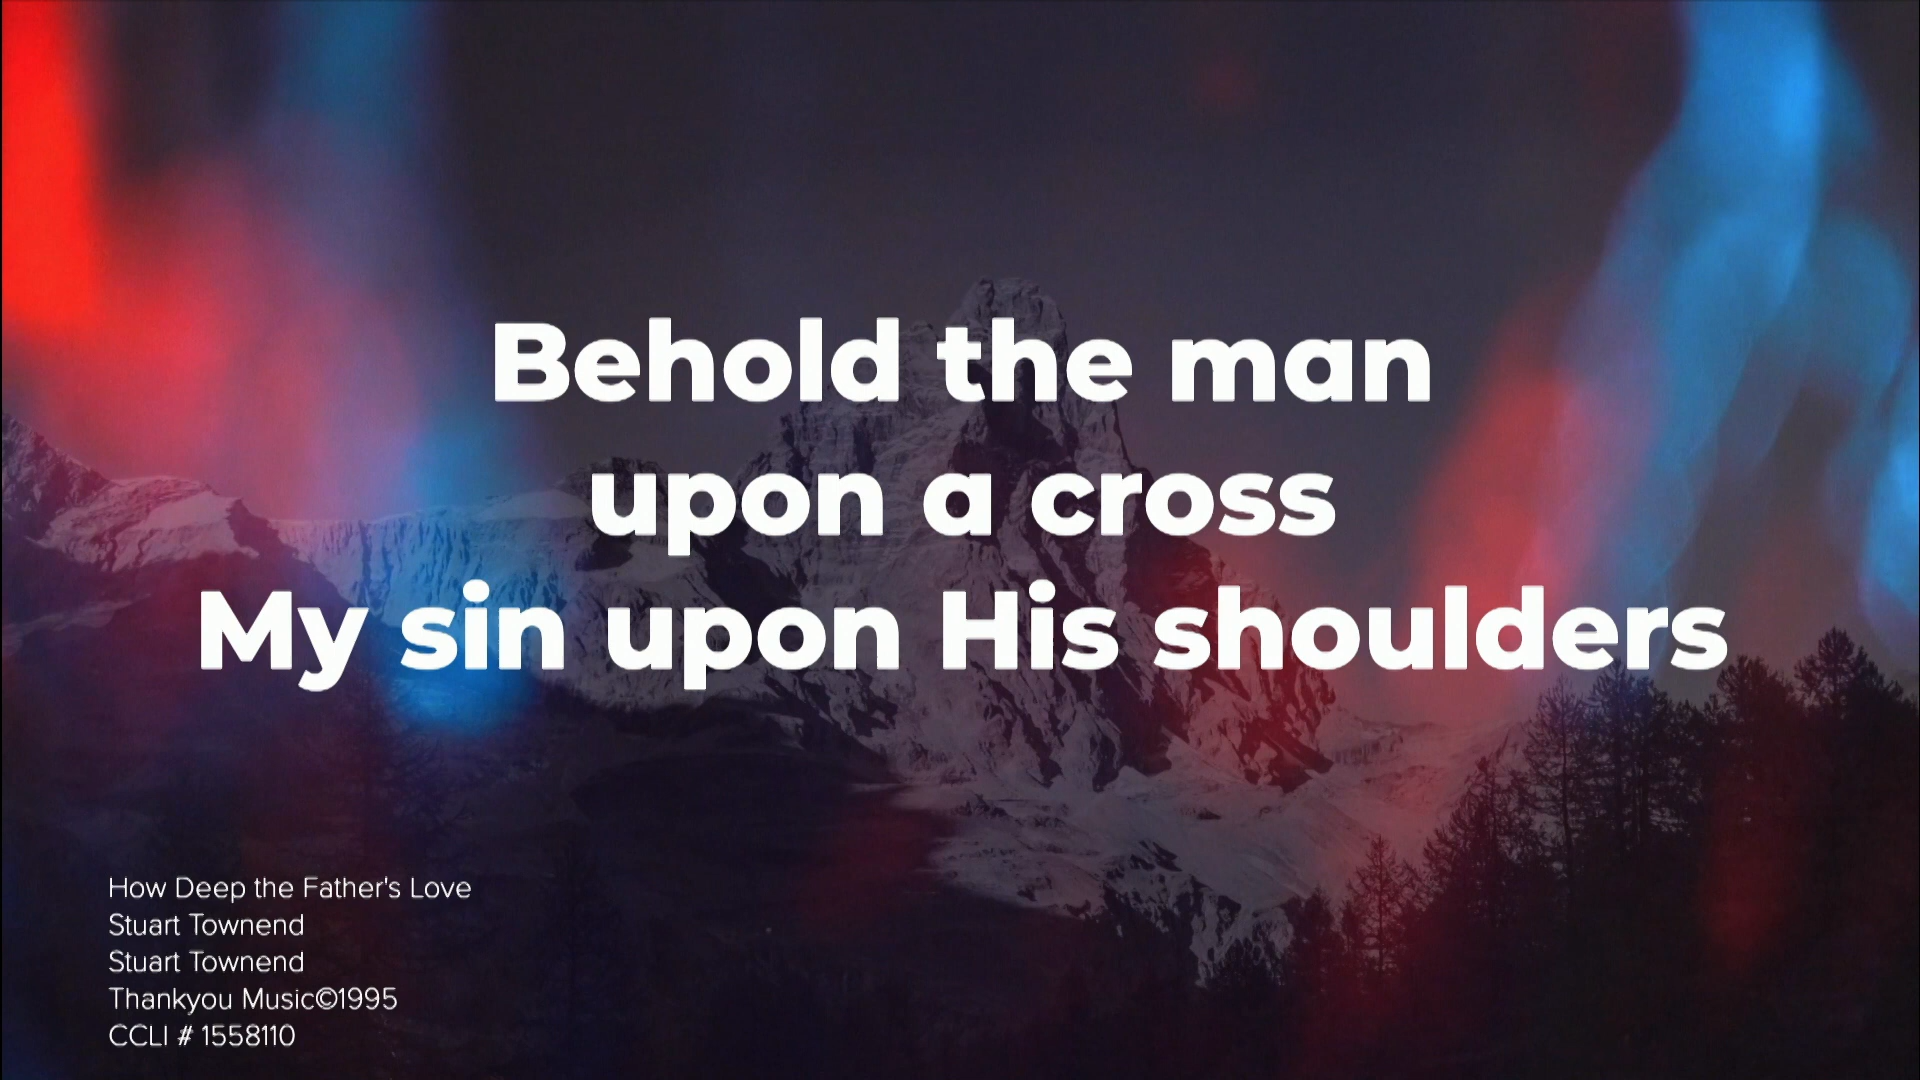 Behold the man
upon a cross
My sin upon His shoulders
How Deep the Father's Love
Stuart Townend
Stuart Townend
Thankyou Music©1995
CCLI # 1558110